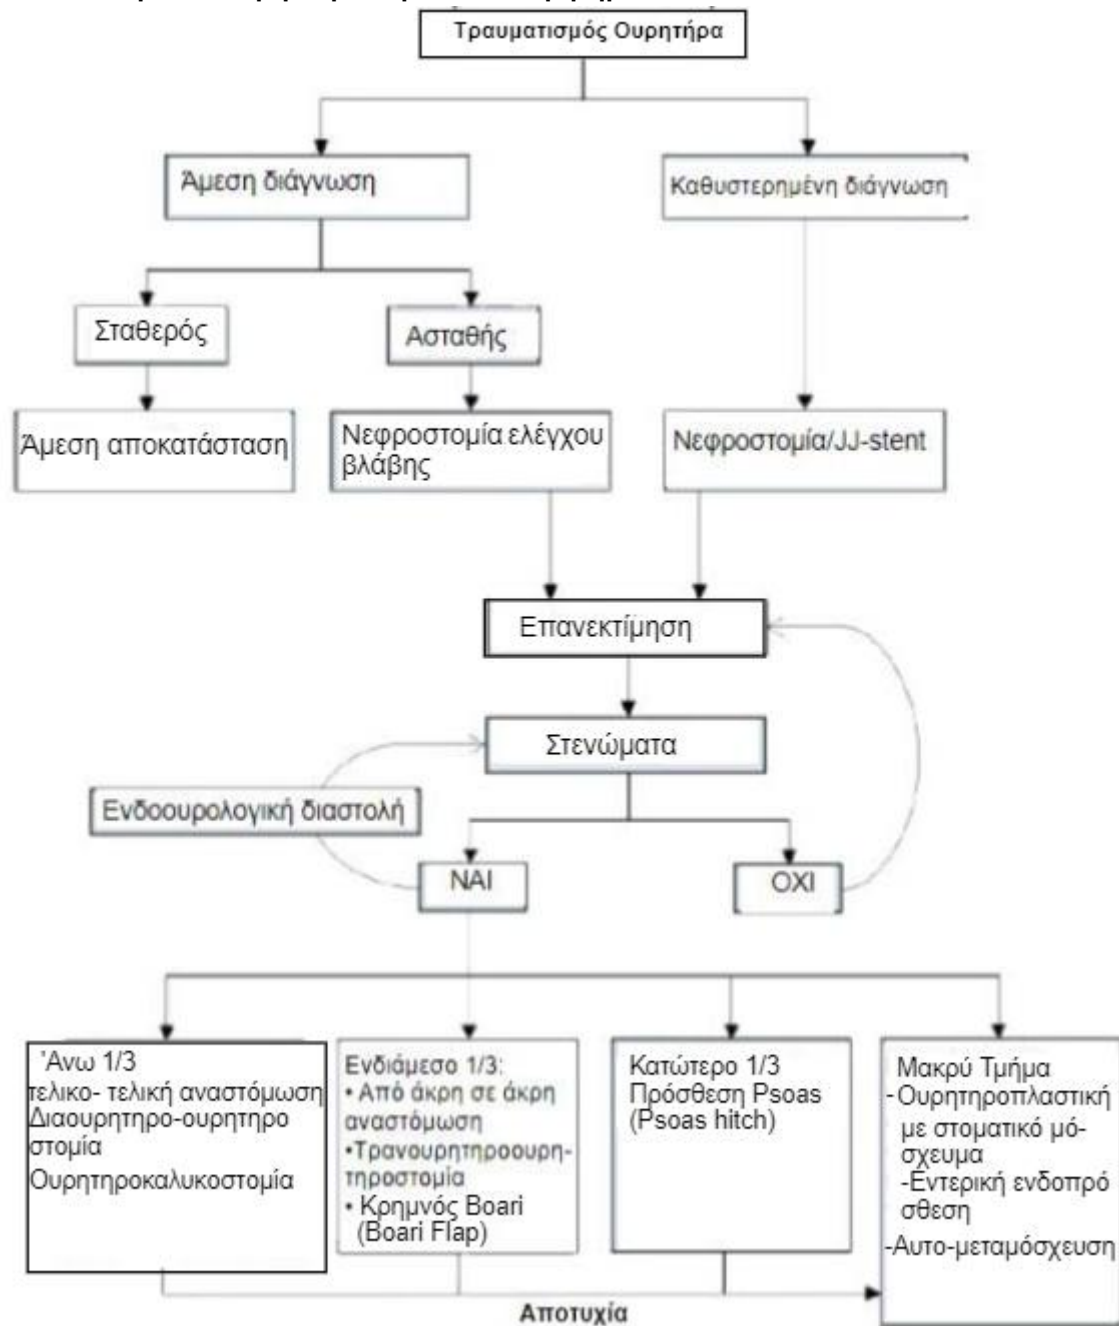 Τραυματισμός Ουρητήρα
Άμεση διάγνωση
Καθυστερημένη διάγνωση
Σταθερός
Ασταθής
Άμεση αποκατάσταση
Νεφροστομία ελέγχου
βλάβης
Νεφροστομία/JJ-stent
Επανεκτίμηση
Στενώματα
Ενδοουρολογική διαστολή
ΝΑΙ
ΟΧΙ
'Ανω 1/3
τελικο- τελική αναστόμωση
Διαουρητηρο-ουρητηρο
στομία
Ουρητηροκαλυκοστομία
Ενδιάμεσο 1/3:
• Από άκρη σε άκρη
αναστόμωση
•Τρανουρητηροουρη-
τηροστομία
• Κρημνός Boari
(Boari Flap)
Κατώτερο 1/3
Πρόσθεση Psoas
(Psoas hitch)
Μακρύ Τμήμα
-Ουρητηροπλαστική
με στοματικό μό-
σχευμα
-Εντερική ενδοπρό
σθεση
-Αυτο-μεταμόσχευση
Αποτυχία